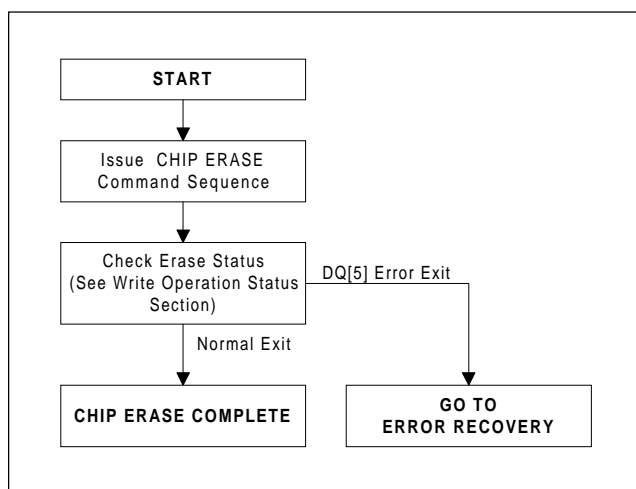 START
Issue CHIP ERASE
Command Sequence
Check Erase Status
(See Write Operation Status
Section)
DQ[5] Error Exit
Normal Exit
CHIP ERASE COMPLETE
GO TO
ERROR RECOVERY